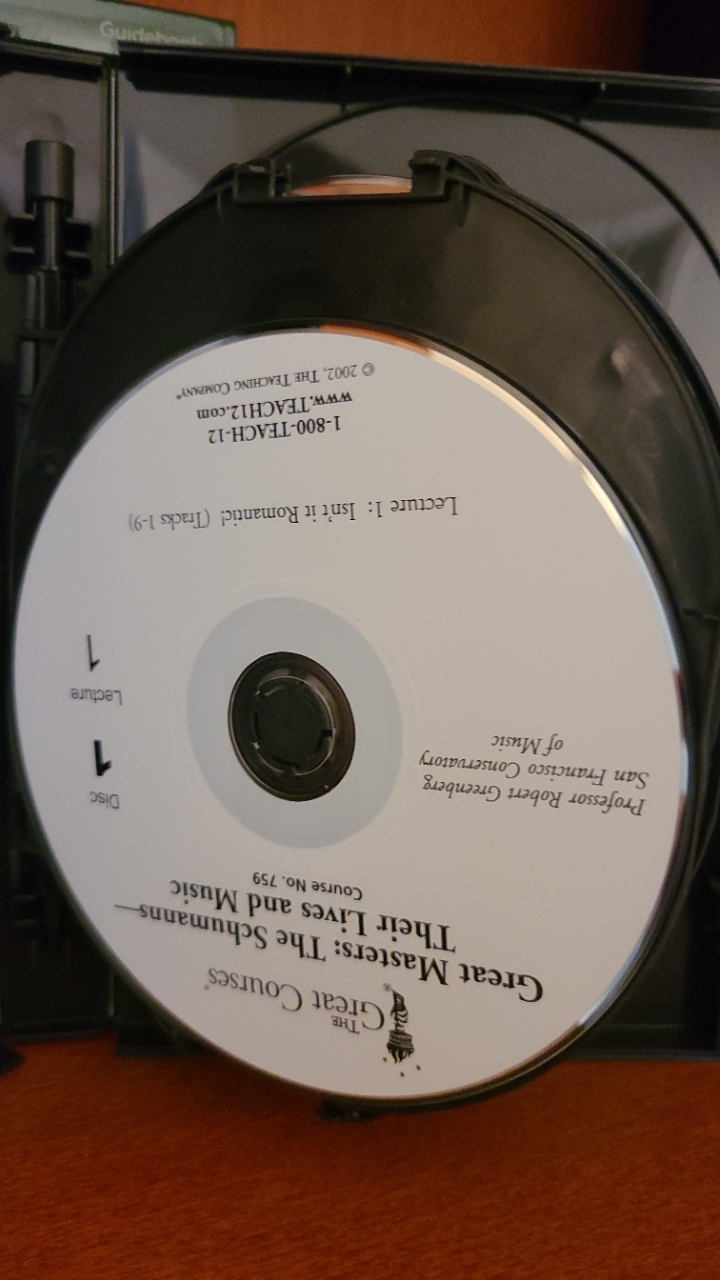 Guidebook
THE
Great Courses®
Great Masters: The Schumanns—
Their Lives and Music
Course No. 759
Professor Robert Greenberg
San Francisco Conservatory
of Music
Disc
1
Lecture
1
Lecture 1: Isn't it Romantic! (Tracks 1-9)
1-800-TEACH-12
www.TEACH12.com
© 2002, THE TEACHING COMPANY®